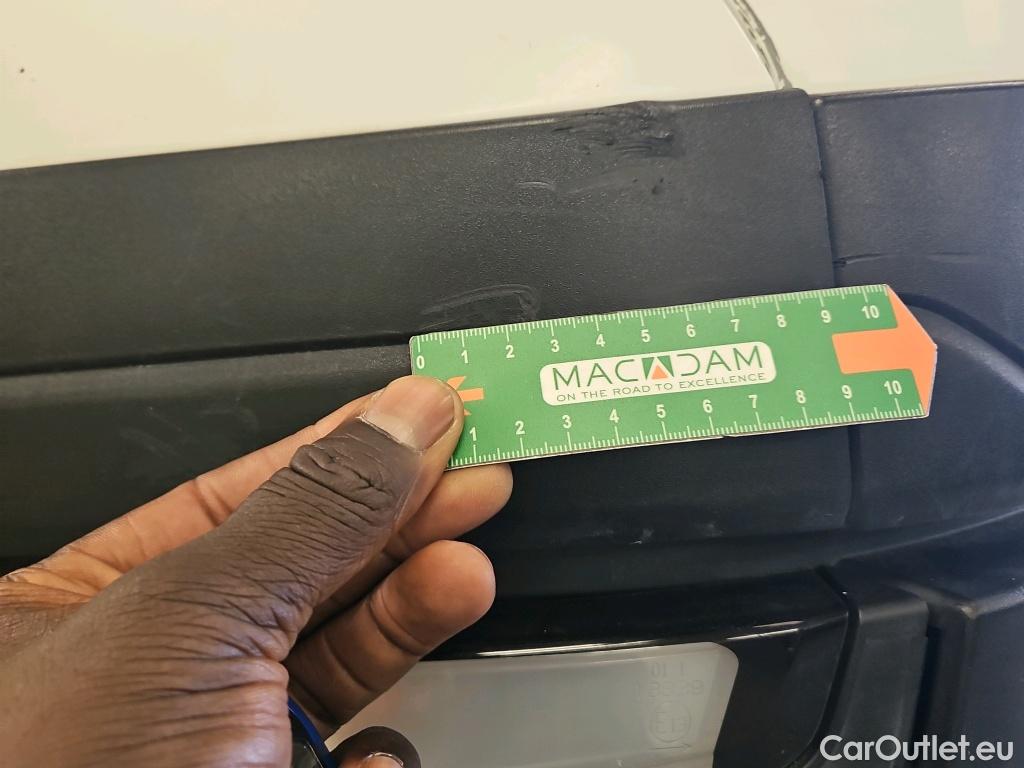 0 1 2 3 4 5 6 7 8 9 10
MACADAM
ON THE ROAD TO EXCELLENCE
1 2 3 4 5 6 7 8 9 10
CarOutlet.eu